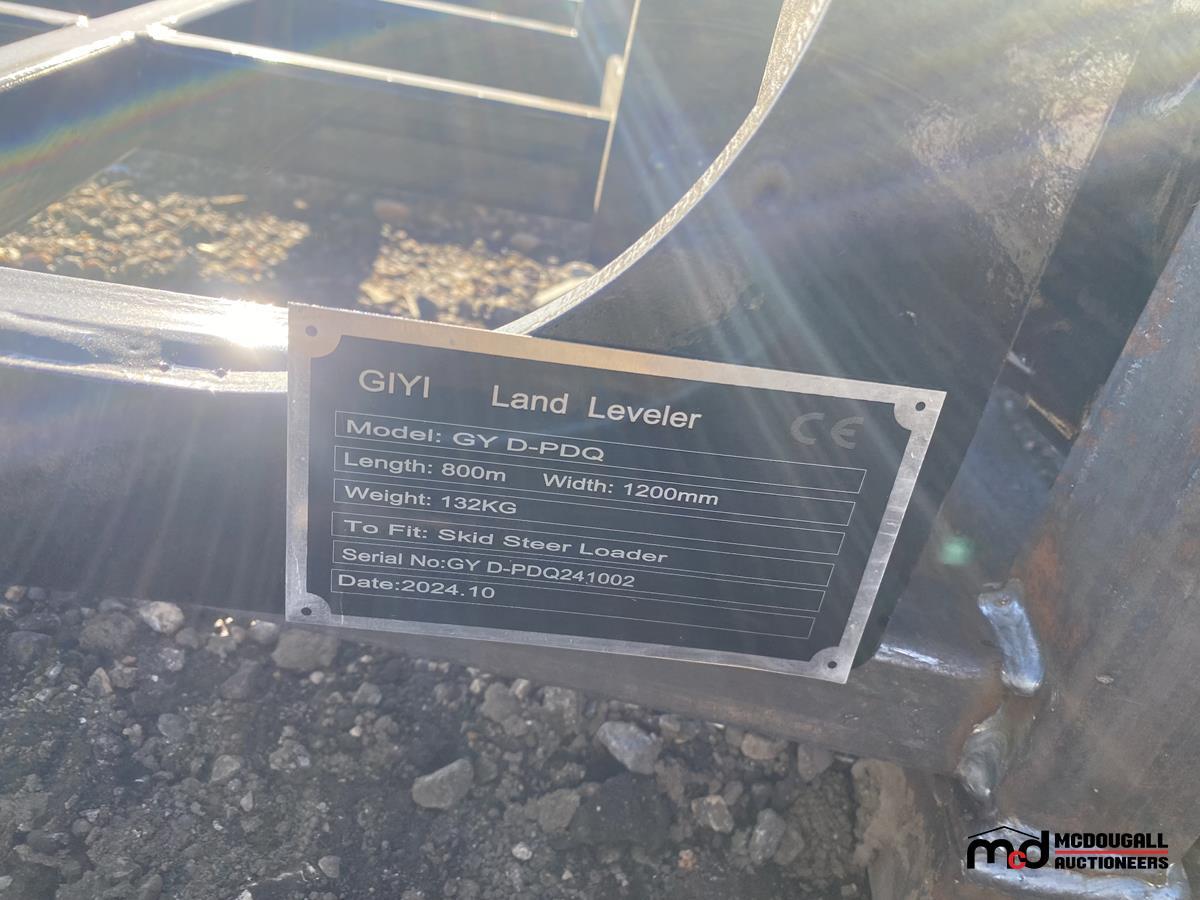 GIYI Land Leveler CE
Model: GY D-PDQ
Length: 800m Width: 1200mm
Weight: 132KG
To Fit: Skid Steer Loader
Serial No:GY D-PDQ241002
Date:2024.10
mcd MCDOUGALL
AUCTIONEERS